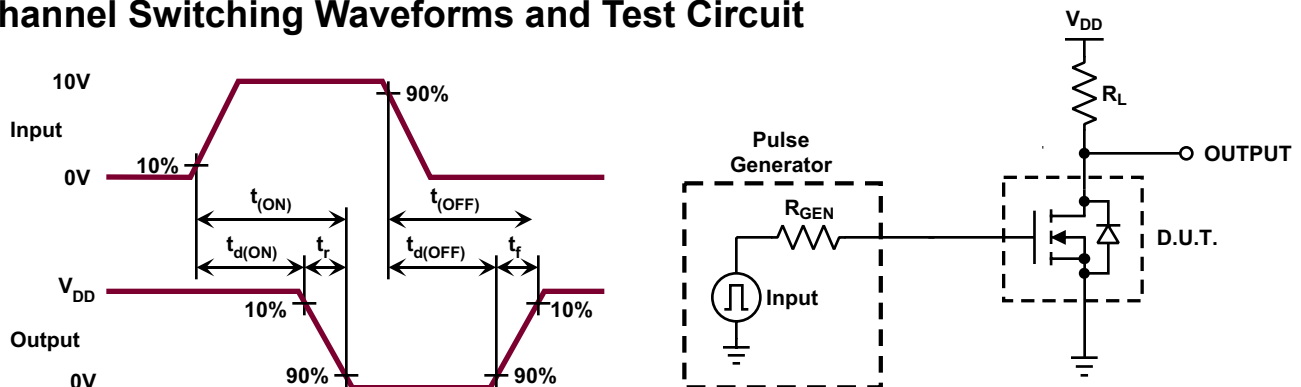 hannel Switching Waveforms and Test Circuit
10V
Input
0V
10%
90%
t(ON)
t(OFF)
td(ON)
tr
td(OFF)
tf
VDD
Output
0V
10%
90%
10%
90%
Pulse
Generator
RGEN
Input
VDD
RL
OUTPUT
D.U.T.